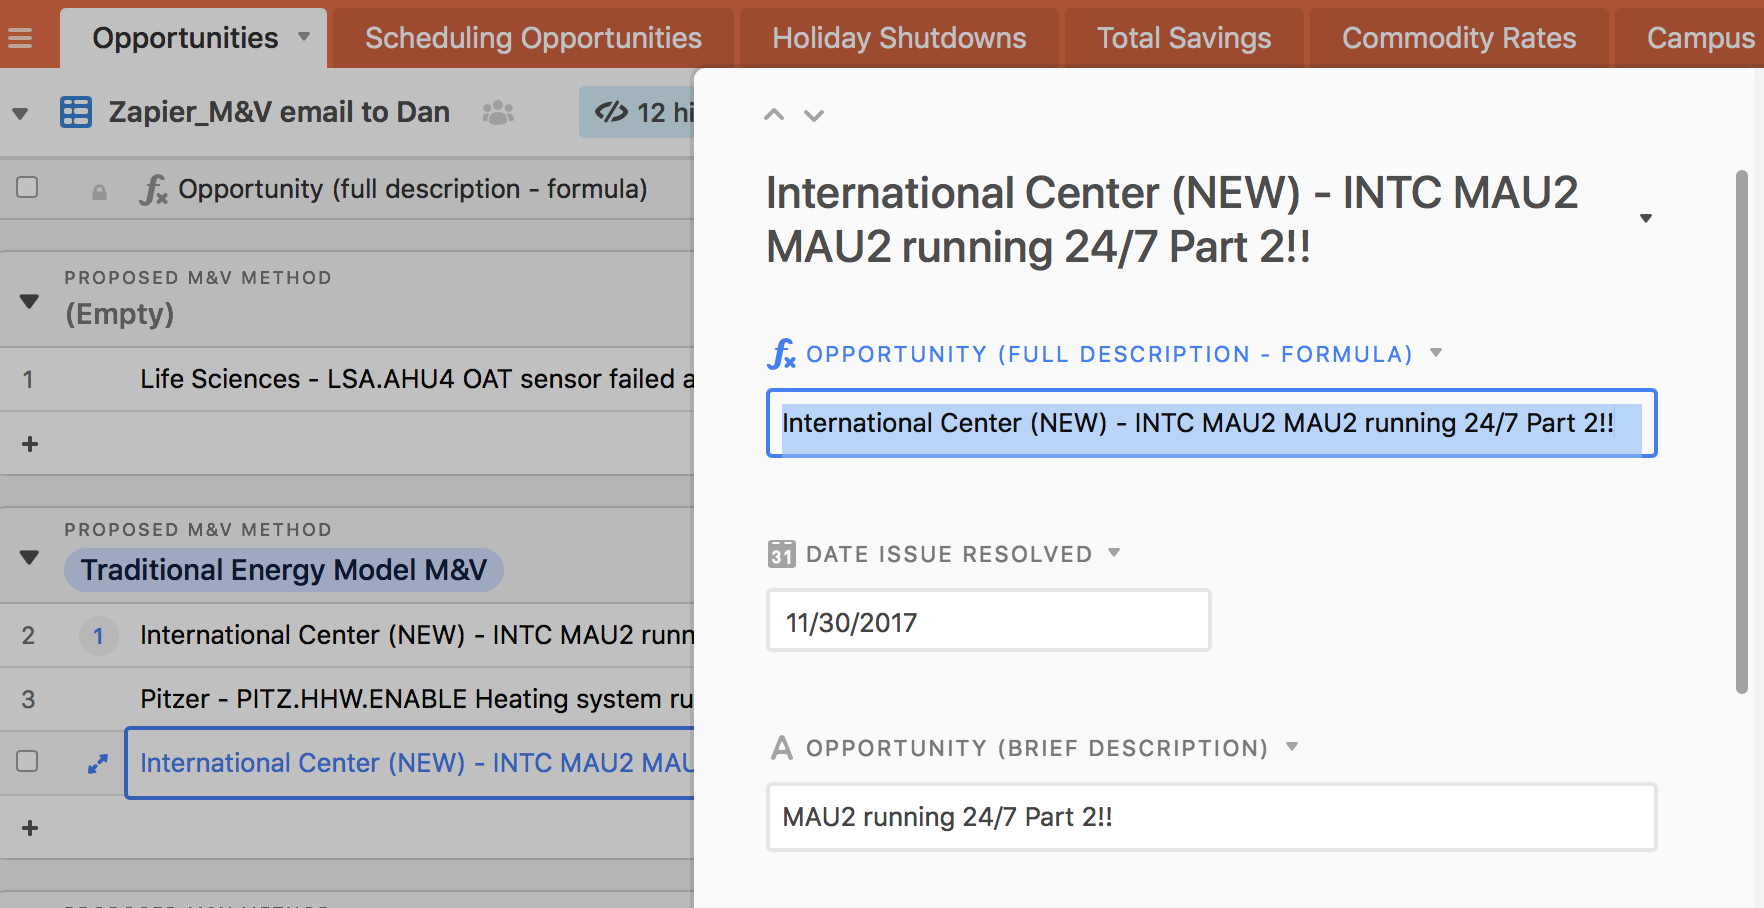 Opportunities
Scheduling Opportunities
Holiday Shutdowns
Total Savings
Commodity Rates
Campus
Zapier_M&V email to Dan
12 hi
Opportunity (full description - formula)
PROPOSED M&V METHOD
(Empty)
1
Life Sciences - LSA.AHU4 OAT sensor failed a
+
PROPOSED M&V METHOD
Traditional Energy Model M&V
2
1
International Center (NEW) - INTC MAU2 runn
3
Pitzer - PITZ.HHW.ENABLE Heating system ru
International Center (NEW) - INTC MAU2 MAU
+
International Center (NEW) - INTC MAU2
MAU2 running 24/7 Part 2!!
OPPORTUNITY (FULL DESCRIPTION - FORMULA)
International Center (NEW) - INTC MAU2 MAU2 running 24/7 Part 2!!
31
DATE ISSUE RESOLVED
11/30/2017
A OPPORTUNITY (BRIEF DESCRIPTION)
MAU2 running 24/7 Part 2!!